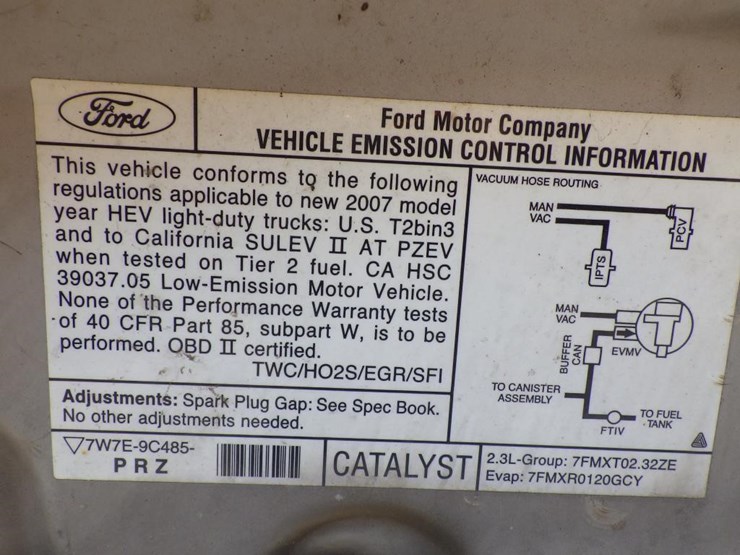 Ford
Ford Motor Company
VEHICLE EMISSION CONTROL INFORMATION
This vehicle conforms to the following
regulations applicable to new 2007 model
year HEV light-duty trucks: U.S. T2bin3
and to California SULEV II AT PZEV
when tested on Tier 2 fuel. CA HSC
39037.05 Low-Emission Motor Vehicle.
None of the Performance Warranty tests
of 40 CFR Part 85, subpart W, is to be
performed. OBD II certified.
TWC/HO2S/EGR/SFI
Adjustments: Spark Plug Gap: See Spec Book.
No other adjustments needed.
VACUUM HOSE ROUTING
MAN
VAC
PCV
IPTS
MAN
VAC
BUFFER
CAN
EVMV
TO CANISTER
ASSEMBLY
FTIV
TO FUEL
TANK
7W7E-9C485-
PRZ
CATALYST
2.3L-Group: 7FMXT02.32ZE
Evap: 7FMXR0120GCY